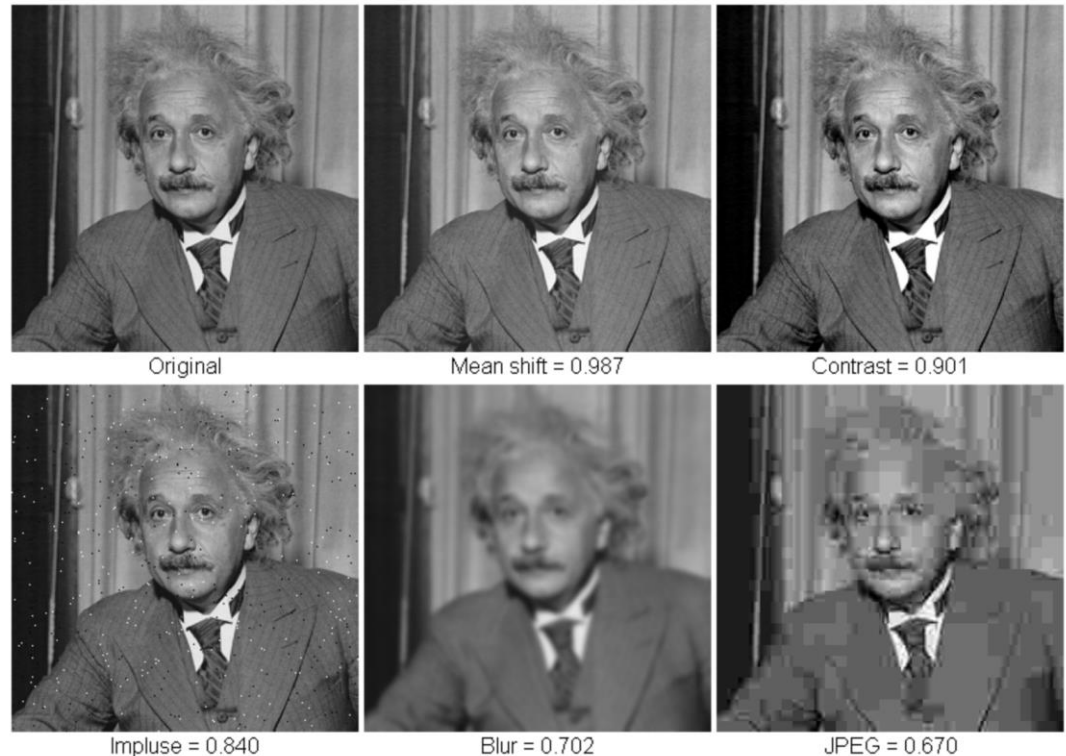 Original
Mean shift = 0.987
Contrast = 0.901
Impluse = 0.840
Blur = 0.702
JPEG = 0.670